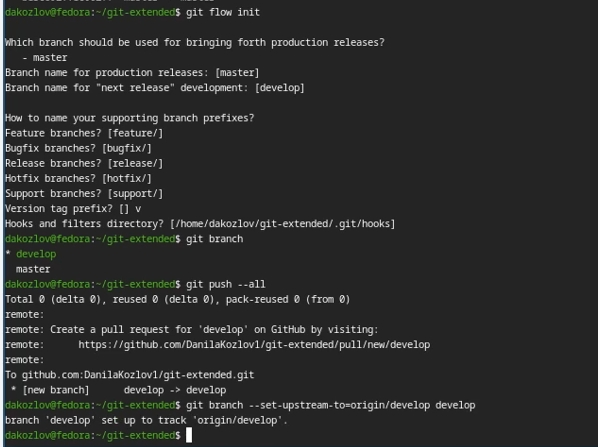 dakozlov@fedora:~/git-extended$ git flow init
Which branch should be used for bringing forth production releases?
- master
Branch name for production releases: [master]
Branch name for "next release" development: [develop]
How to name your supporting branch prefixes?
Feature branches? [feature/]
Bugfix branches? [bugfix/]
Release branches? [release/]
Hotfix branches? [hotfix/]
Support branches? [support/]
Version tag prefix? [] v
Hooks and filters directory? [/home/dakozlov/git-extended/.git/hooks]
dakozlov@fedora:~/git-extended$ git branch
* develop
master
dakozlov@fedora:~/git-extended$ git push --all
Total 0 (delta 0), reused 0 (delta 0), pack-reused 0 (from 0)
remote:
remote: Create a pull request for 'develop' on GitHub by visiting:
remote:      https://github.com/DanilaKozlov1/git-extended/pull/new/develop
remote:
To github.com:DanilaKozlov1/git-extended.git
* [new branch]      develop -> develop
dakozlov@fedora:~/git-extended$ git branch --set-upstream-to=origin/develop develop
branch 'develop' set up to track 'origin/develop'.
dakozlov@fedora:~/git-extended$